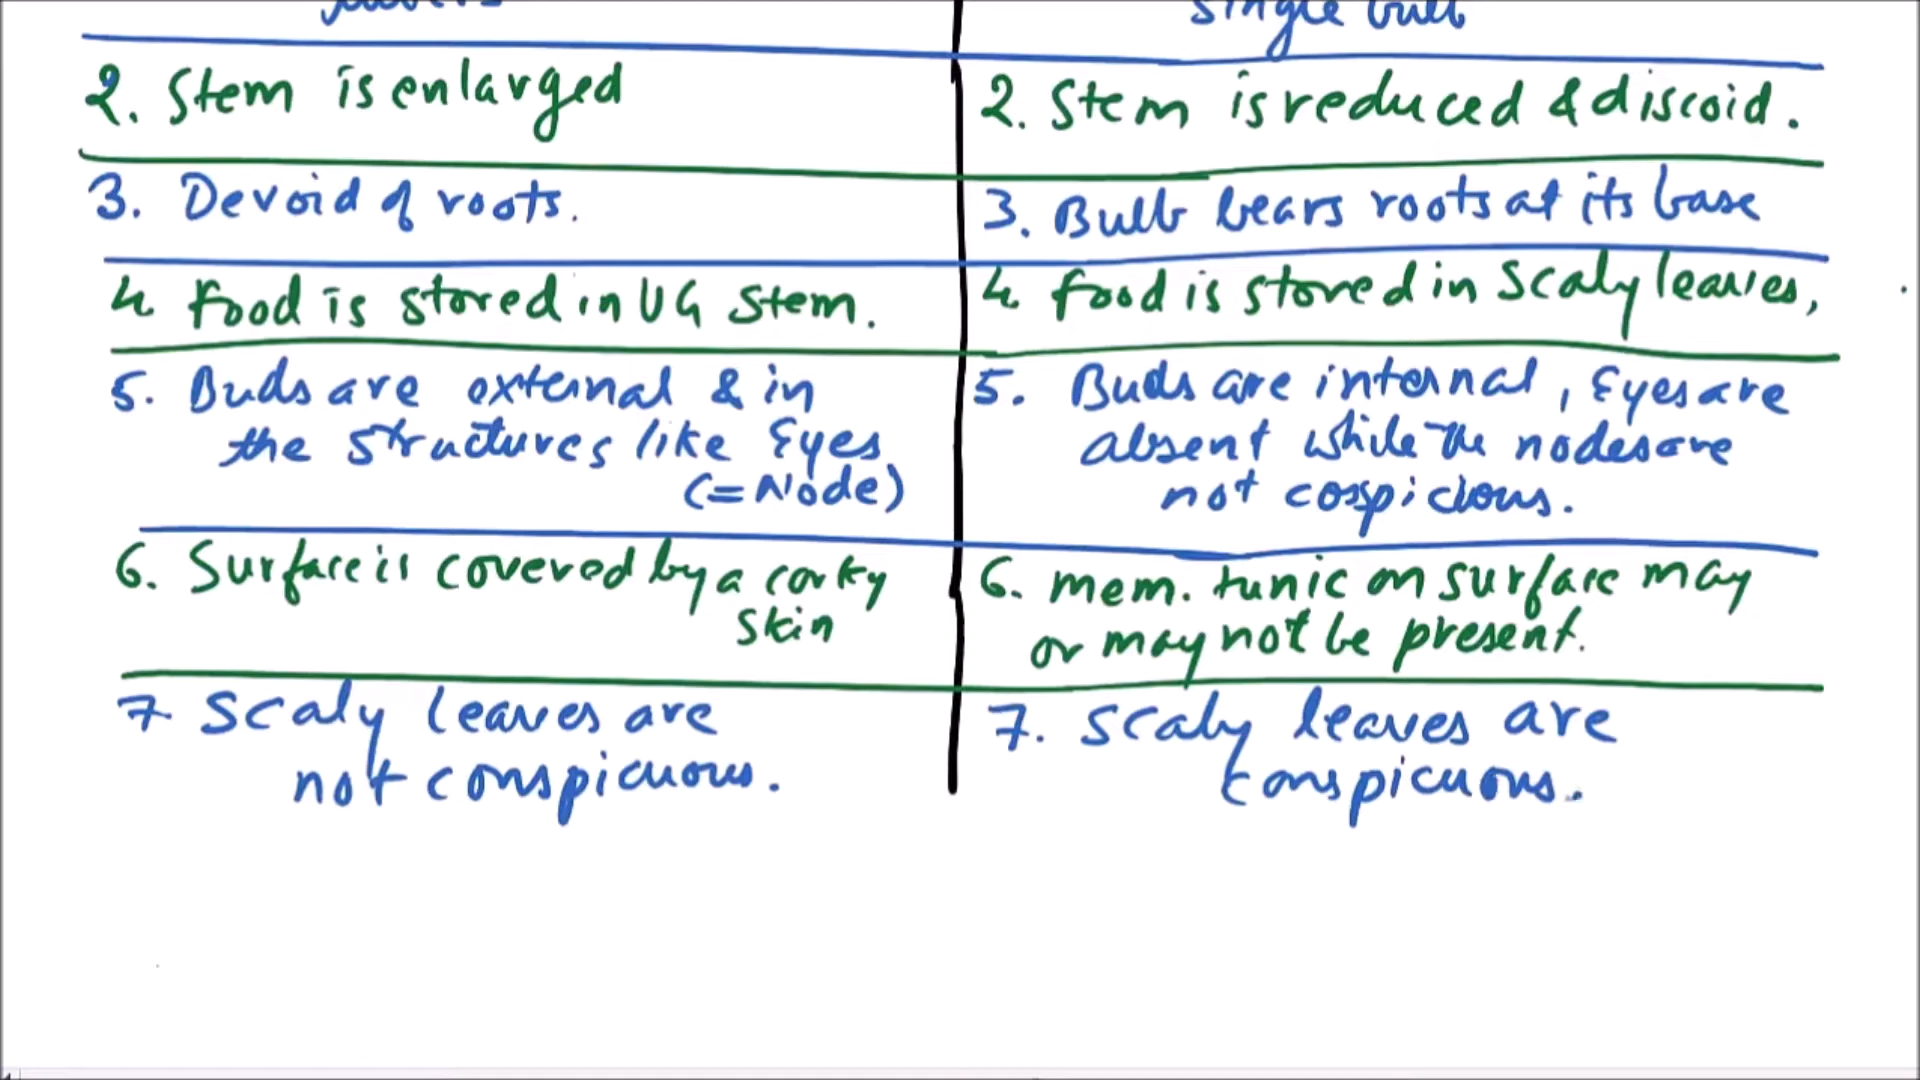 single bulb
2. Stem is enlarged
2. Stem is reduced & discoid.
3. Devoid of roots.
3. Bulb bears roots at its base
4. Food is stored in UG Stem.
4. Food is stored in Scaly leaves,
5. Buds are external & in
the structures like Eyes
(=Node)
5. Buds are internal, Eyes are
absent while the nodes are
not cospicious.
6. Surface is covered by a corky
skin
6. mem. tunic on surface may
or may not be present.
7. Scaly leaves are
not conspicuous.
7. Scaly leaves are
conspicuous.